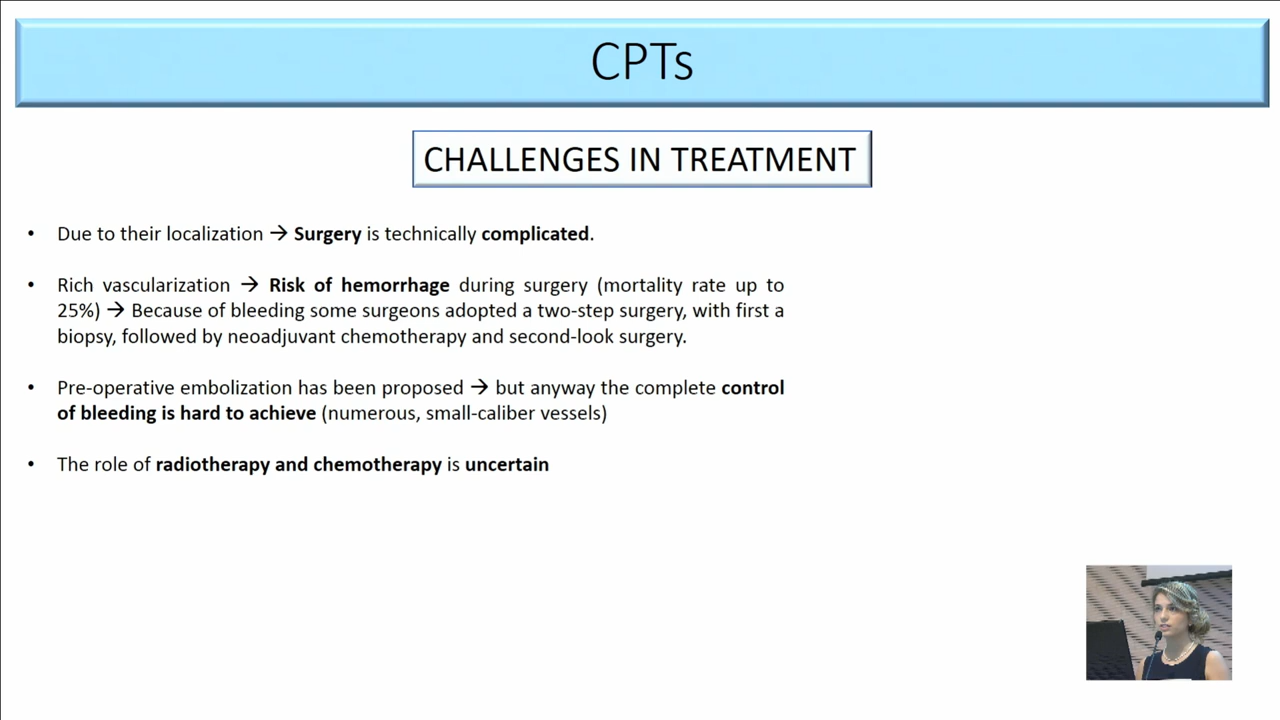 CPTs
CHALLENGES IN TREATMENT
• Due to their localization → Surgery is technically complicated.
• Rich vascularization → Risk of hemorrhage during surgery (mortality rate up to
25%) → Because of bleeding some surgeons adopted a two-step surgery, with first a
biopsy, followed by neoadjuvant chemotherapy and second-look surgery.
• Pre-operative embolization has been proposed → but anyway the complete control
of bleeding is hard to achieve (numerous, small-caliber vessels)
• The role of radiotherapy and chemotherapy is uncertain